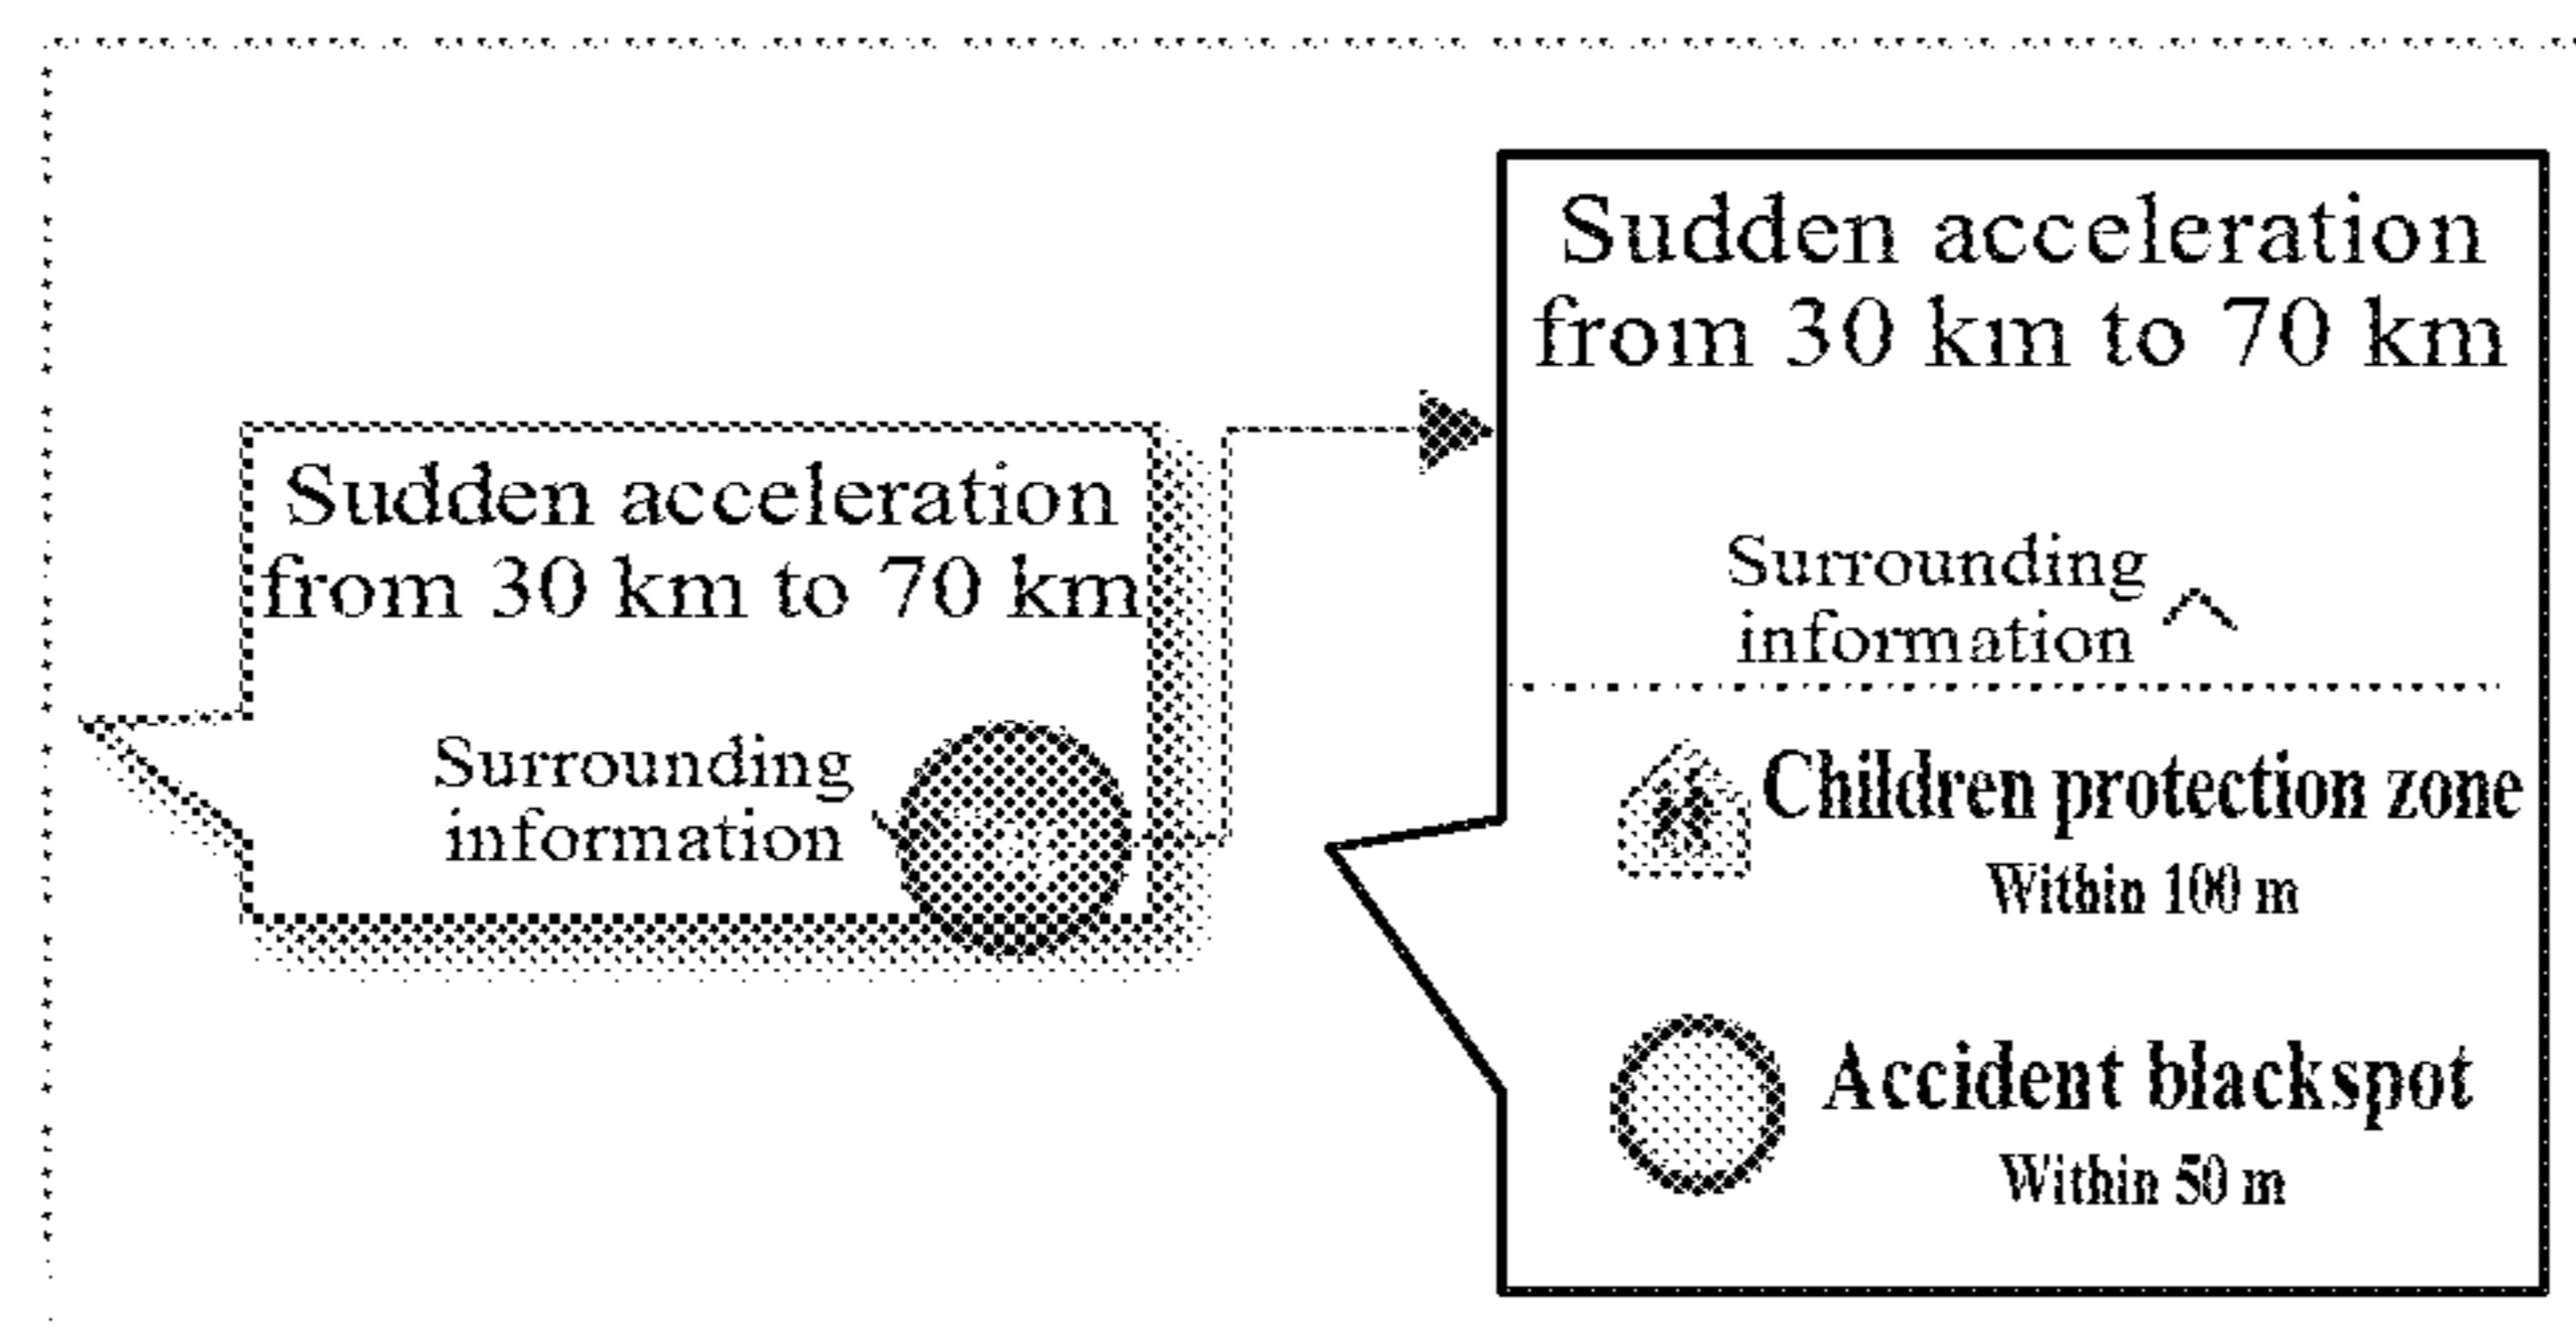 Sudden acceleration
from 30 km to 70 km
Surrounding
information
Sudden acceleration
from 30 km to 70 km
Surrounding
information
Children protection zone
Within 100 m
Accident blackspot
Within 50 m